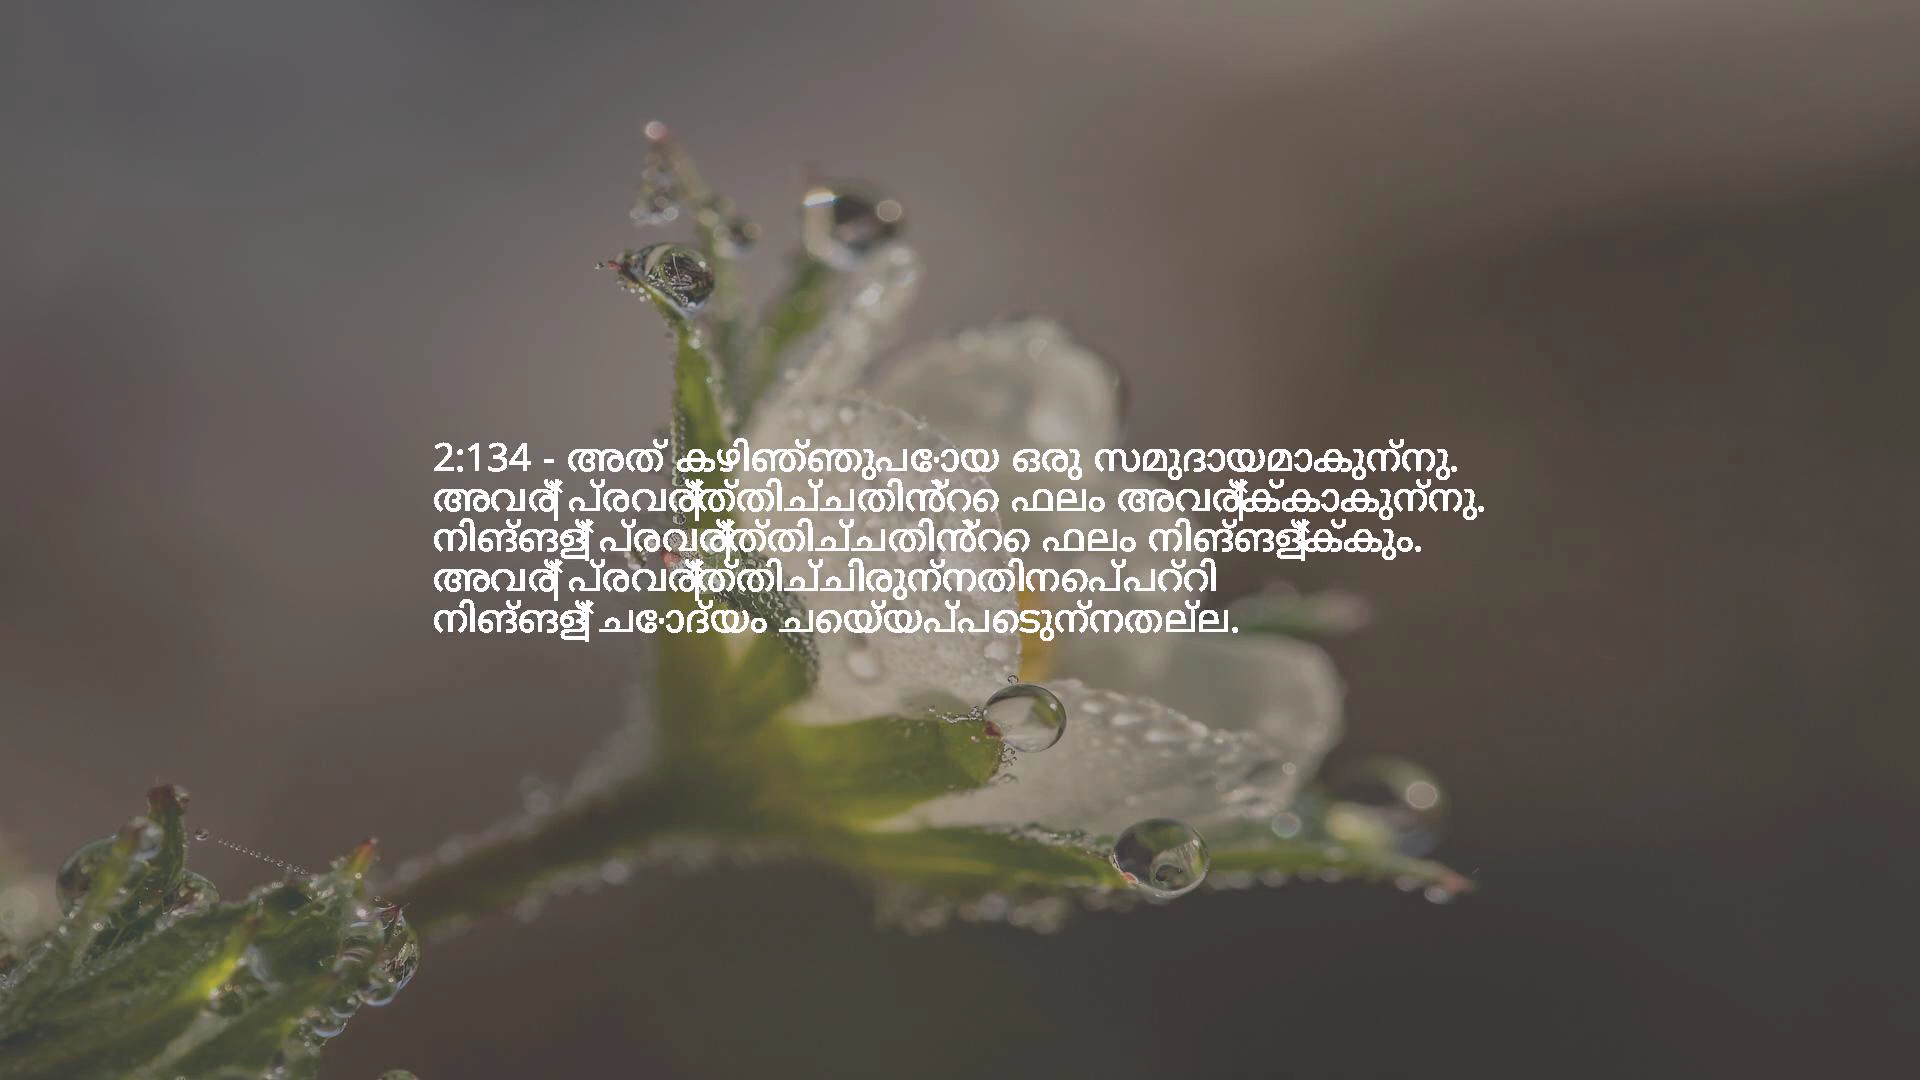 2:134 - അത് കഴിഞ്ഞുപോയ ഒരു സമുദായമാകുന്നു.
അവര്‍ പ്രവര്‍ത്തിച്ചതിൻ്റെ ഫലം അവര്‍ക്കാകുന്നു.
നിങ്ങള്‍ പ്രവര്‍ത്തിച്ചതിൻ്റെ ഫലം നിങ്ങള്‍ക്കും.
അവര്‍ പ്രവര്‍ത്തിച്ചിരുന്നതിനെപ്പറ്റി
നിങ്ങള്‍ ചോദ്യം ചെയ്യപ്പെടുന്നതല്ല.